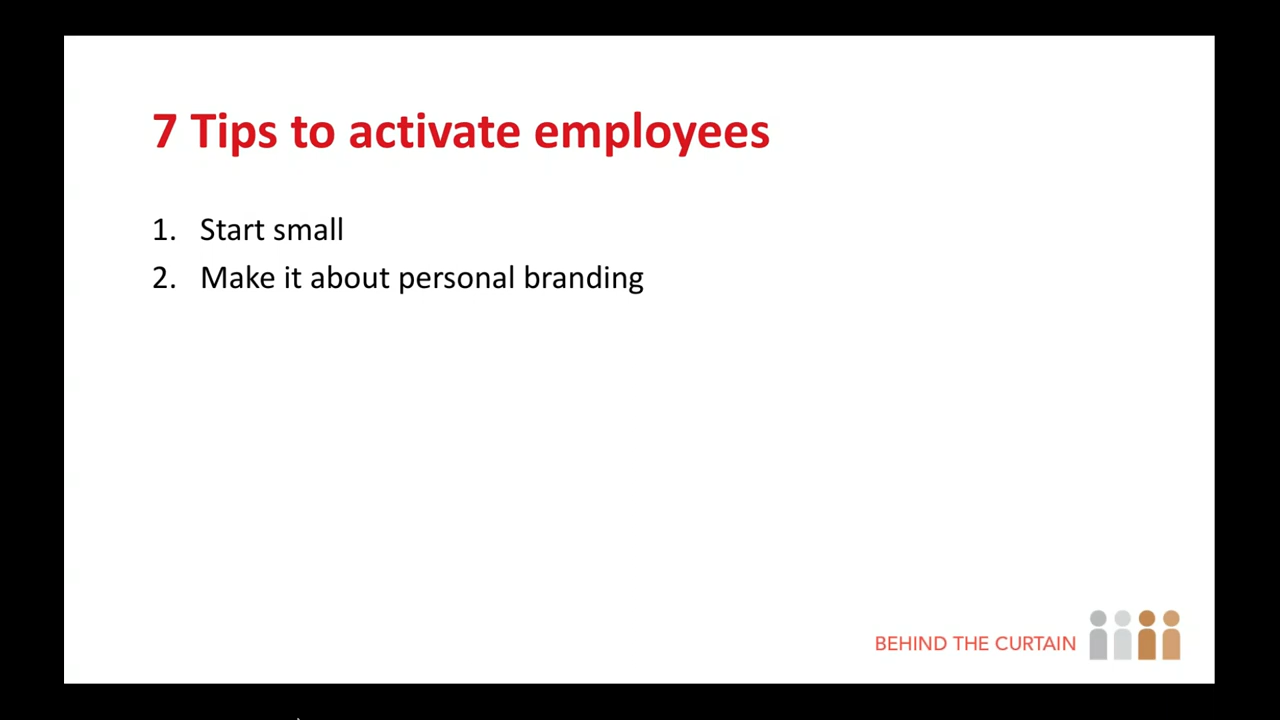 7 Tips to activate employees
1. Start small
2. Make it about personal branding
BEHIND THE CURTAIN